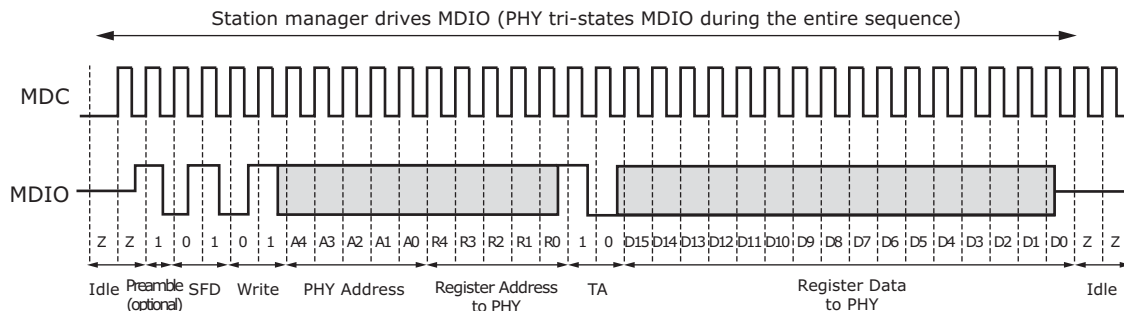 Station manager drives MDIO (PHY tri-states MDIO during the entire sequence)
MDC
MDIO
Z Z 1 0 1 0 1 A4 A3 A2 A1 A0 R4 R3 R2 R1 R0 1 0 D15 D14 D13 D12 D11 D10 D9 D8 D7 D6 D5 D4 D3 D2 D1 D0 Z Z
Idle Preamble (optional) SFD Write PHY Address Register Address to PHY TA Register Data to PHY Idle